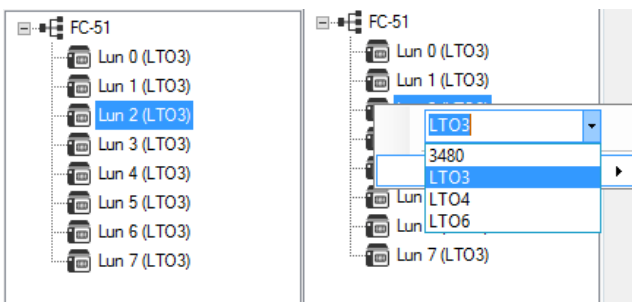 FC-51
Lun 0 (LTO3)
Lun 1 (LTO3)
Lun 2 (LTO3)
Lun 3 (LTO3)
Lun 4 (LTO3)
Lun 5 (LTO3)
Lun 6 (LTO3)
Lun 7 (LTO3)
FC-51
Lun 0 (LTO3)
Lun 1 (LTO3)
LTO3
3480
LTO3
LTO4
LTO6
Lun
Lun
Lun 7 (LTO3)